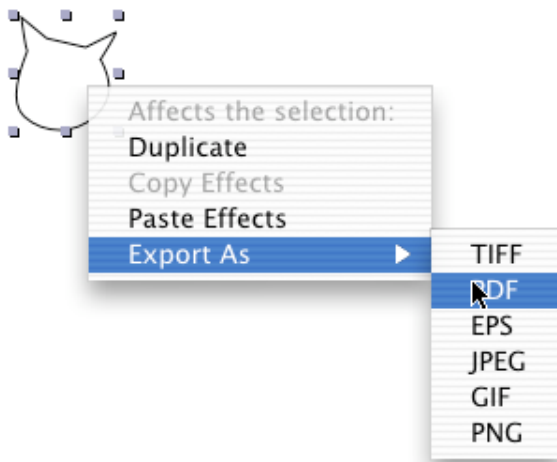 Affects the selection:
Duplicate
Copy Effects
Paste Effects
Export As
TIFF
PDF
EPS
JPEG
GIF
PNG